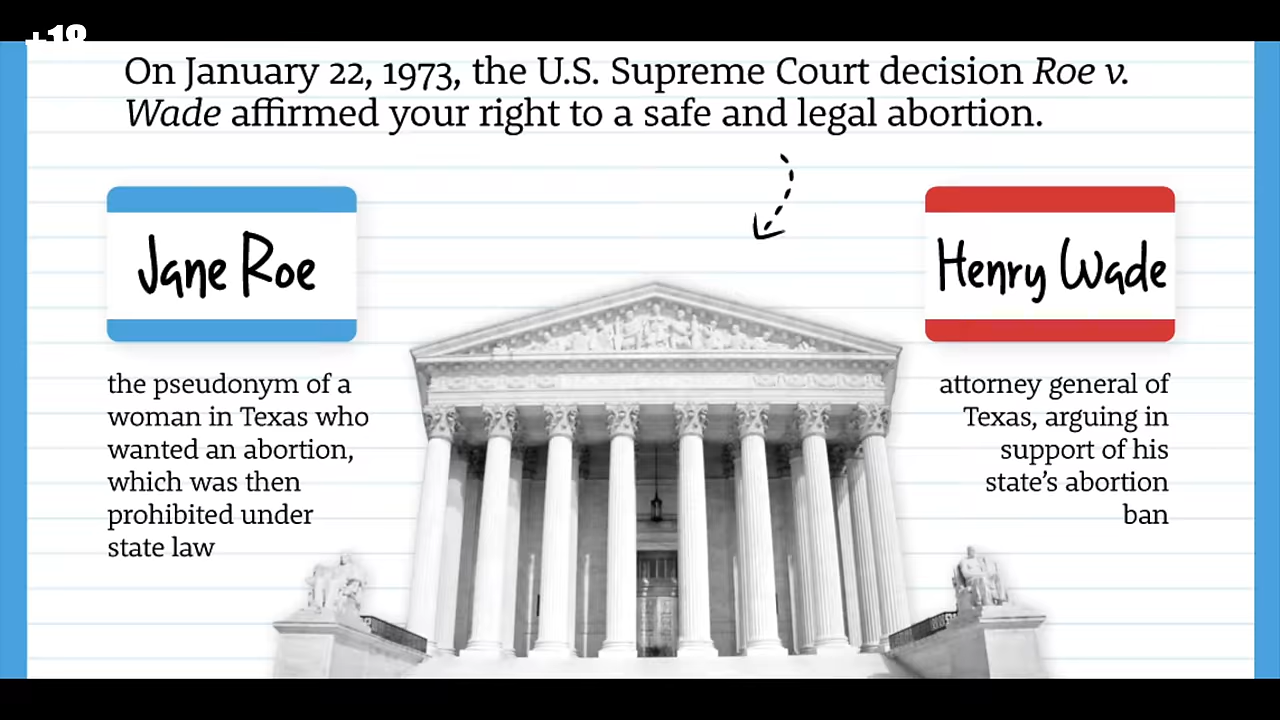 +18
On January 22, 1973, the U.S. Supreme Court decision Roe v.
Wade affirmed your right to a safe and legal abortion.
Jane Roe
the pseudonym of a
woman in Texas who
wanted an abortion,
which was then
prohibited under
state law
Henry Wade
attorney general of
Texas, arguing in
support of his
state’s abortion
ban